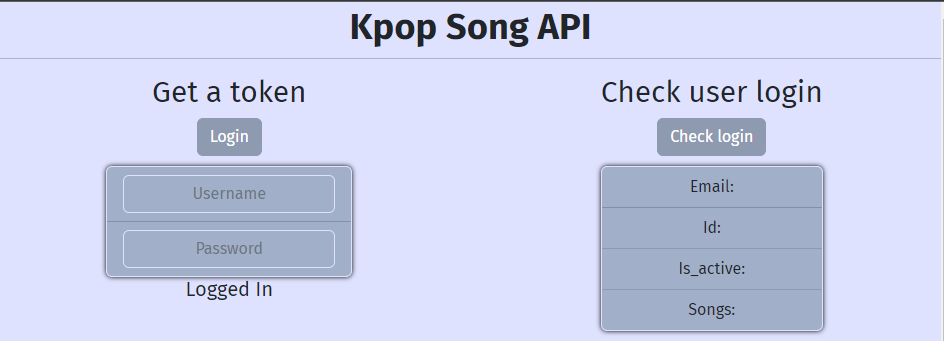 Kpop Song API
Get a token
Login
Username
Password
Logged In
Check user login
Check login
Email:
Id:
Is_active:
Songs: